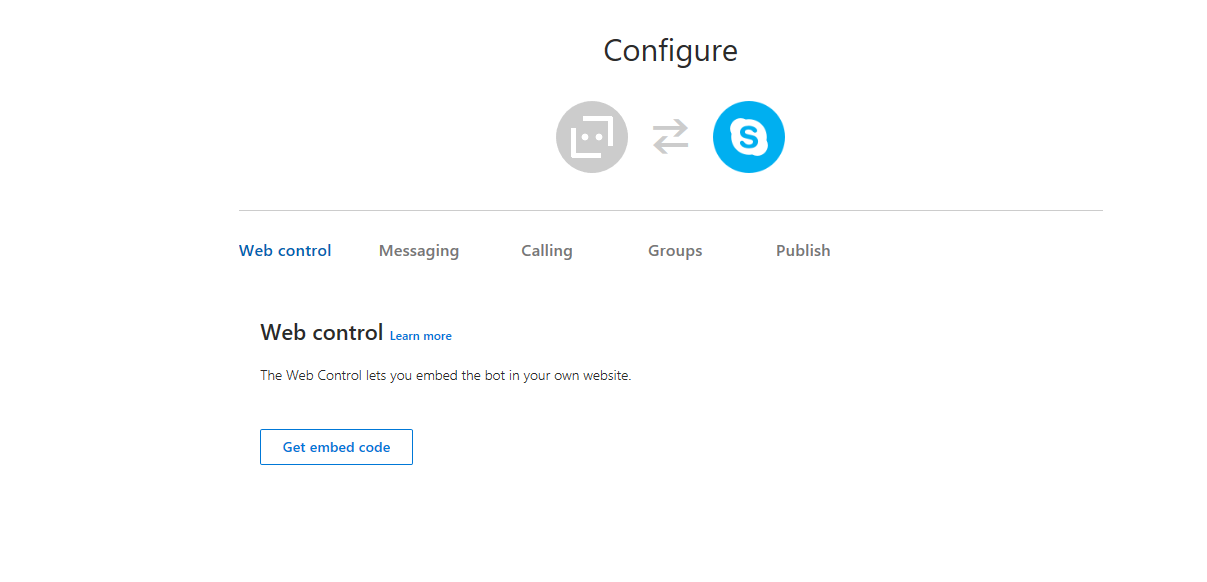 Configure
S
Web control Messaging Calling Groups Publish
Web control Learn more
The Web Control lets you embed the bot in your own website.
Get embed code